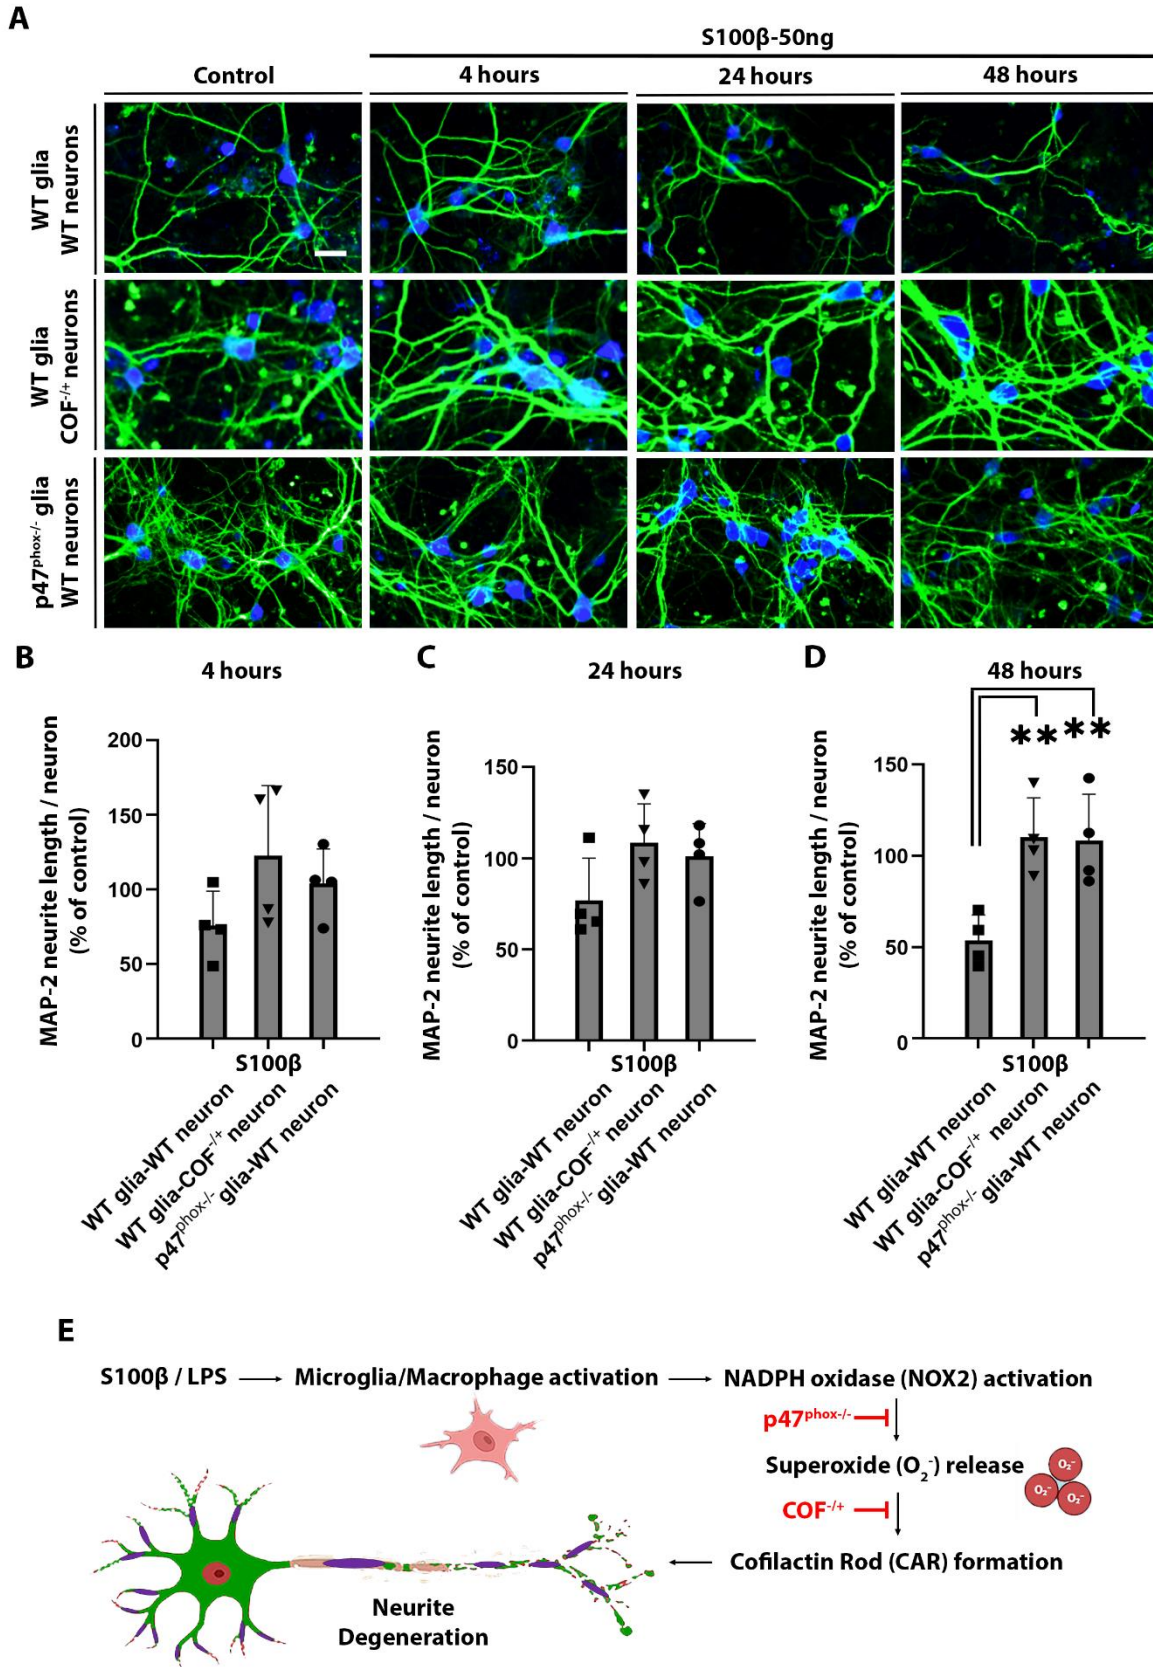 A
S100β-50ng
Control
4 hours
24 hours
48 hours
WT glia
WT neurons
WT glia
COF⁻/⁺ neurons
p47ᵖʰᵒˣ⁻/⁻ glia
WT neurons
B
4 hours
MAP-2 neurite length / neuron
(% of control)
200
150
100
50
0
S100β
WT glia-WT neuron
WT glia-COF⁻/⁺ neuron
p47ᵖʰᵒˣ⁻/⁻ glia-WT neuron
C
24 hours
MAP-2 neurite length / neuron
(% of control)
150
100
50
0
S100β
WT glia-WT neuron
WT glia-COF⁻/⁺ neuron
p47ᵖʰᵒˣ⁻/⁻ glia-WT neuron
D
48 hours
** **
MAP-2 neurite length / neuron
(% of control)
150
100
50
0
S100β
WT glia-WT neuron
WT glia-COF⁻/⁺ neuron
p47ᵖʰᵒˣ⁻/⁻ glia-WT neuron
E
S100β / LPS
Microglia/Macrophage activation
NADPH oxidase (NOX2) activation
p47ᵖʰᵒˣ⁻/⁻
Superoxide (O₂⁻) release
O₂⁻
O₂⁻
O₂⁻
COF⁻/⁺
Cofilactin Rod (CAR) formation
Neurite
Degeneration